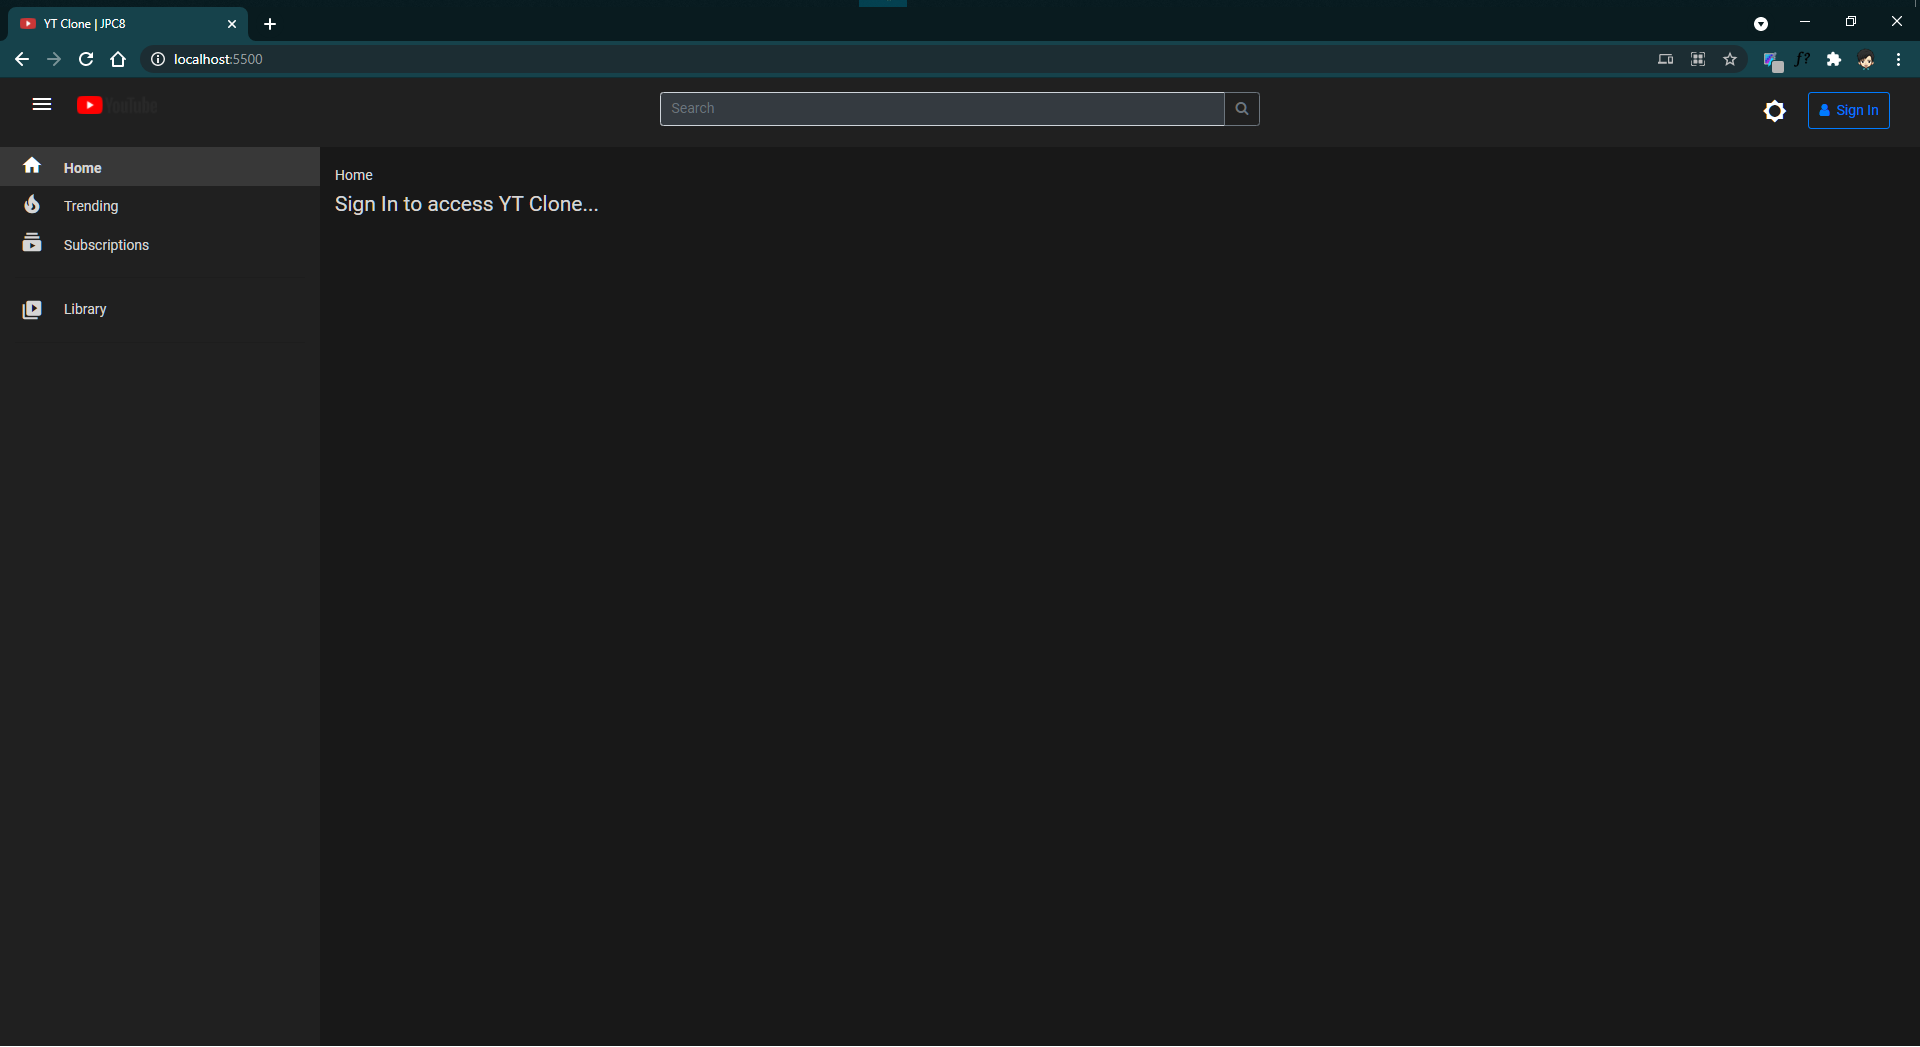 YT Clone | JPC8
localhost:5500
YouTube
Search
Sign In
Home
Trending
Subscriptions
Library
Home
Sign In to access YT Clone...
f?